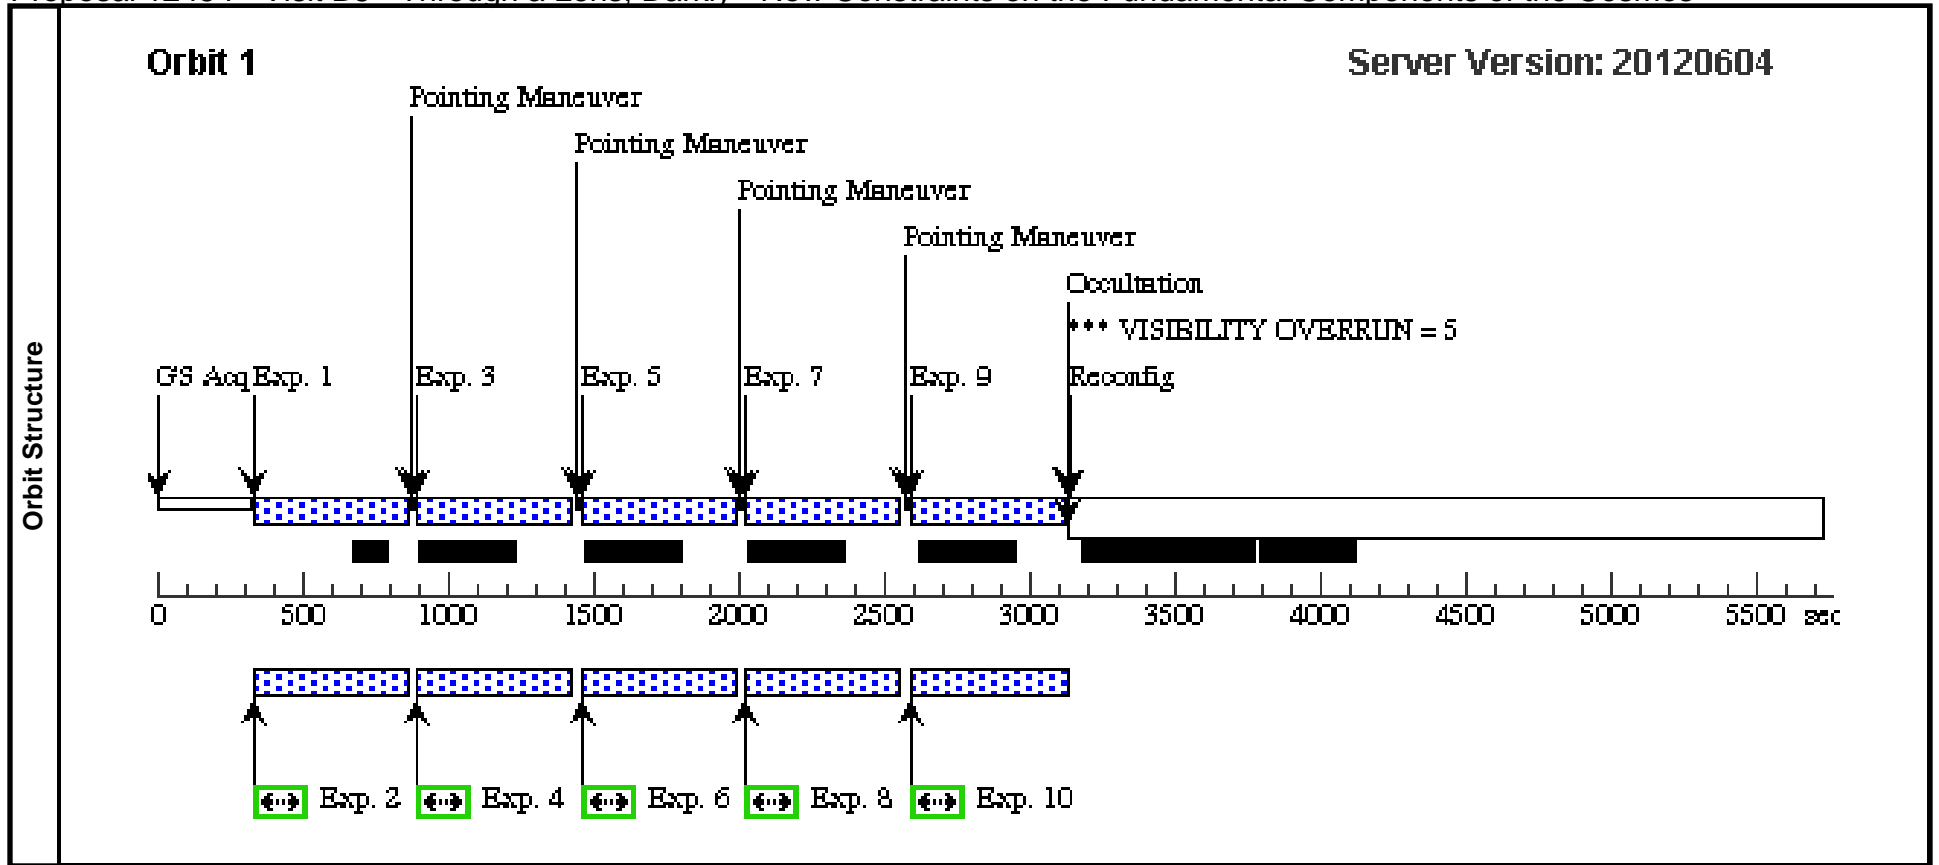 Orbit 1
Server Version: 20120604
Pointing Maneuver
Pointing Maneuver
Pointing Maneuver
Pointing Maneuver
Occultation
*** VISIBILITY OVERRUN = 5
GS Acq Exp. 1 Exp. 3 Exp. 5 Exp. 7 Exp. 9 Reconfig
Orbit Structure
0 500 1000 1500 2000 2500 3000 3500 4000 4500 5000 5500 sec
Exp. 2 Exp. 4 Exp. 6 Exp. 8 Exp. 10